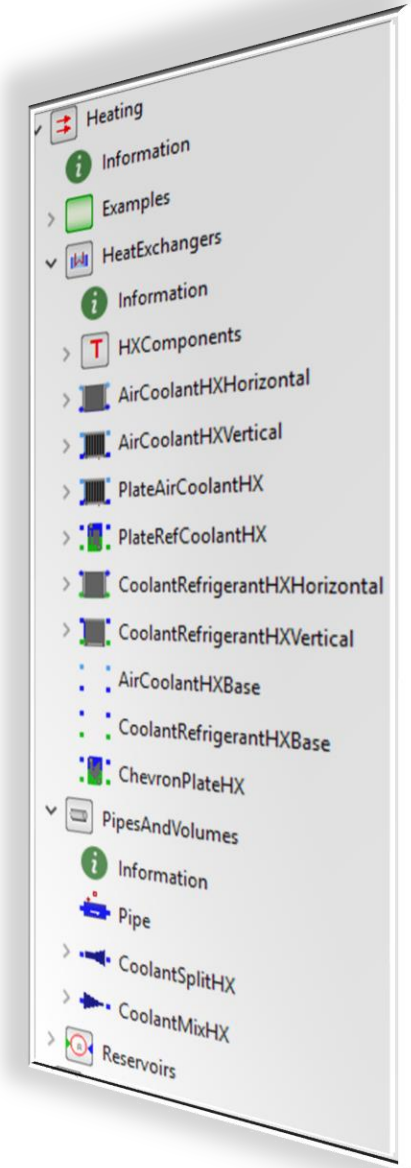 Heating
Information
Examples
HeatExchangers
Information
HXComponents
AirCoolantHXHorizontal
AirCoolantHXVertical
PlateAirCoolantHX
PlateRefCoolantHX
CoolantRefrigerantHXHorizontal
CoolantRefrigerantHXVertical
AirCoolantHXBase
CoolantRefrigerantHXBase
ChevronPlateHX
PipesAndVolumes
Information
Pipe
CoolantSplitHX
CoolantMixHX
Reservoirs